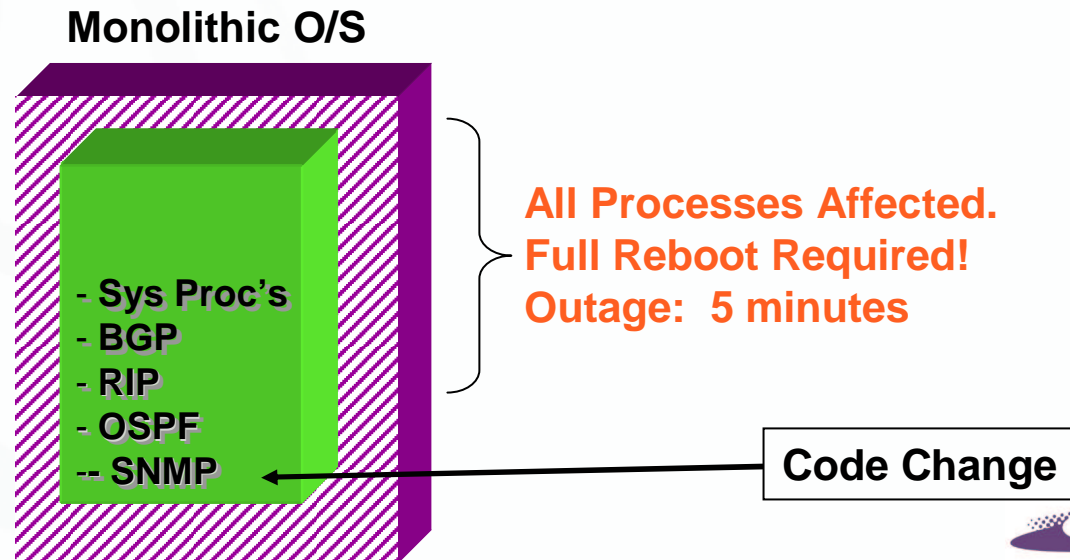 Monolithic O/S
All Processes Affected.
Full Reboot Required!
Outage: 5 minutes
- Sys Proc's
- BGP
- RIP
- OSPF
-- SNMP
Code Change